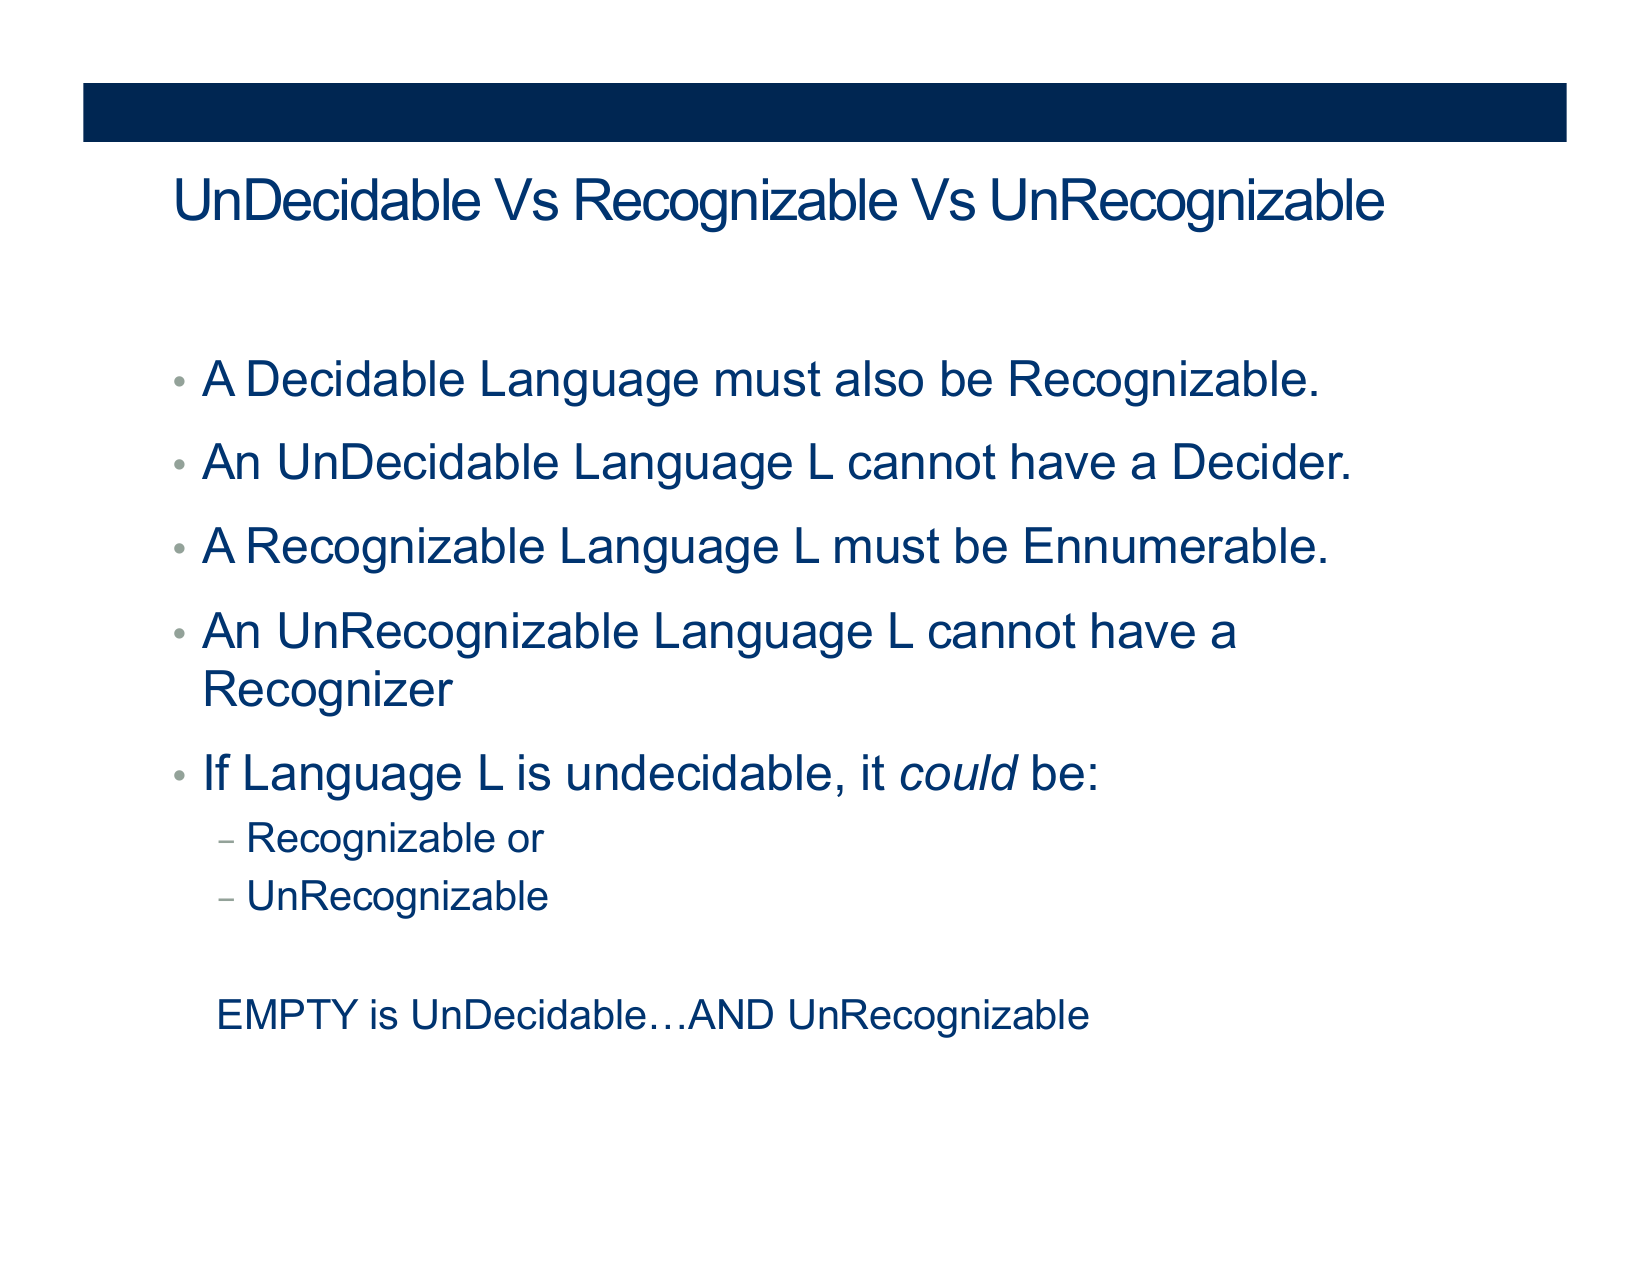 UnDecidable Vs Recognizable Vs UnRecognizable
• A Decidable Language must also be Recognizable.
• An UnDecidable Language L cannot have a Decider.
• A Recognizable Language L must be Ennumerable.
• An UnRecognizable Language L cannot have a
Recognizer
• If Language L is undecidable, it could be:
– Recognizable or
– UnRecognizable
EMPTY is UnDecidable…AND UnRecognizable